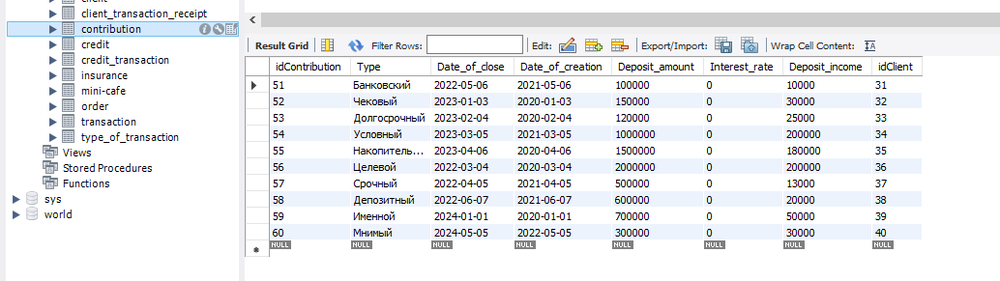 client
client_transaction_receipt
contribution
credit
credit_transaction
insurance
mini-cafe
order
transaction
type_of_transaction
Views
Stored Procedures
Functions
sys
world
Result Grid Filter Rows: Edit: Export/Import: Wrap Cell Content:
idContribution Type Date_of_close Date_of_creation Deposit_amount Interest_rate Deposit_income idClient
51 Банковский 2022-05-06 2021-05-06 100000 0 10000 31
52 Чековый 2023-01-03 2020-01-03 150000 0 30000 32
53 Долгосрочный 2023-02-04 2020-02-04 120000 0 25000 33
54 Условный 2023-03-05 2021-03-05 1000000 0 200000 34
55 Накопитель... 2023-04-06 2020-04-06 1500000 0 180000 35
56 Целевой 2022-03-04 2020-03-04 2000000 0 200000 36
57 Срочный 2022-04-05 2021-04-05 500000 0 13000 37
58 Депозитный 2022-06-07 2021-06-07 600000 0 20000 38
59 Именной 2024-01-01 2020-01-01 700000 0 50000 39
60 Мнимый 2024-05-05 2022-05-05 300000 0 30000 40
NULL NULL NULL NULL NULL NULL NULL NULL